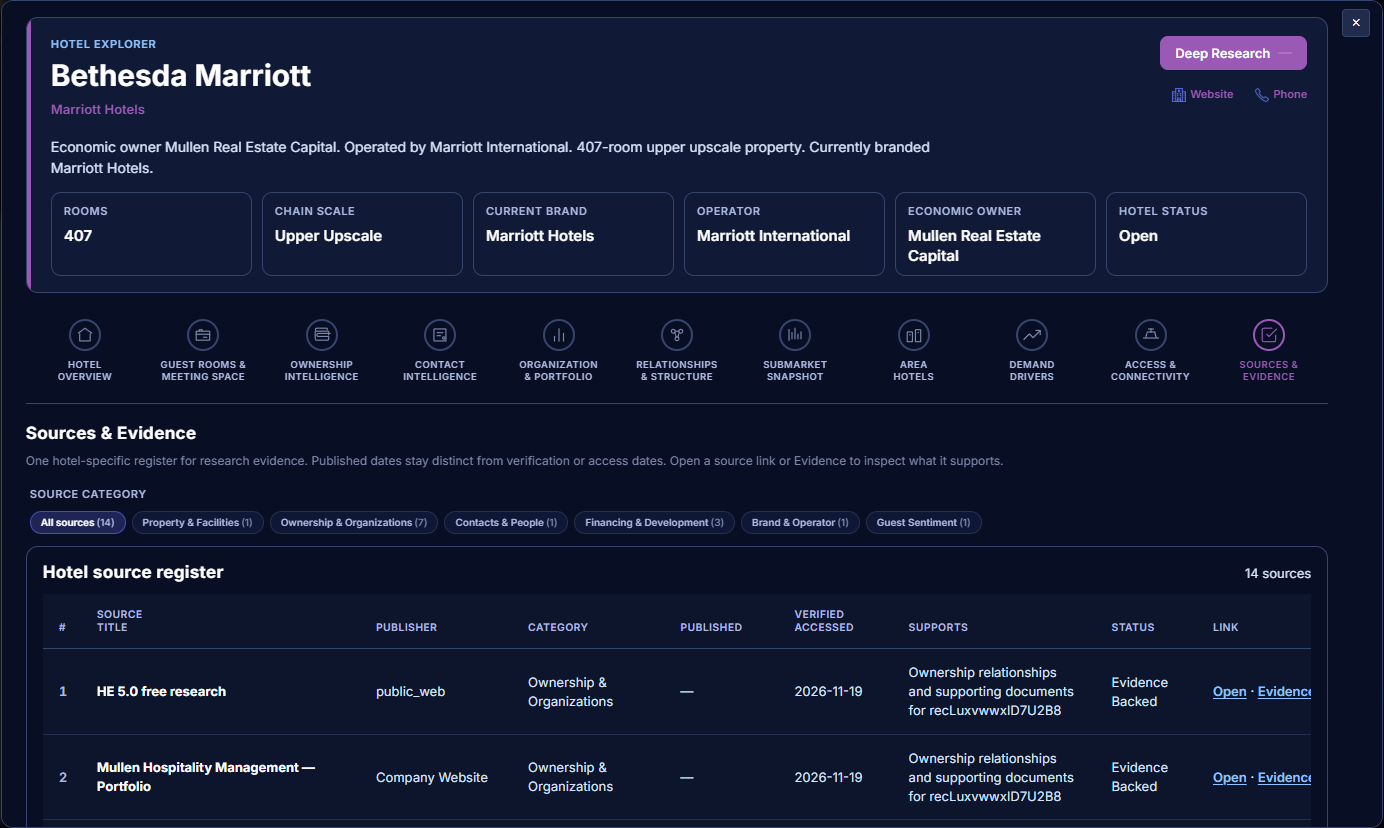 ×
HOTEL EXPLORER
Bethesda Marriott
Marriott Hotels
Deep Research —
Website
Phone
Economic owner Mullen Real Estate Capital. Operated by Marriott International. 407-room upper upscale property. Currently branded
Marriott Hotels.
ROOMS
407
CHAIN SCALE
Upper Upscale
CURRENT BRAND
Marriott Hotels
OPERATOR
Marriott International
ECONOMIC OWNER
Mullen Real Estate
Capital
HOTEL STATUS
Open
HOTEL
OVERVIEW
GUEST ROOMS &
MEETING SPACE
OWNERSHIP
INTELLIGENCE
CONTACT
INTELLIGENCE
ORGANIZATION
& PORTFOLIO
RELATIONSHIPS
& STRUCTURE
SUBMARKET
SNAPSHOT
AREA
HOTELS
DEMAND
DRIVERS
ACCESS &
CONNECTIVITY
SOURCES &
EVIDENCE
Sources & Evidence
One hotel-specific register for research evidence. Published dates stay distinct from verification or access dates. Open a source link or Evidence to inspect what it supports.
SOURCE CATEGORY
All sources (14)
Property & Facilities (1)
Ownership & Organizations (7)
Contacts & People (1)
Financing & Development (3)
Brand & Operator (1)
Guest Sentiment (1)
Hotel source register
14 sources
#
SOURCE
TITLE
PUBLISHER
CATEGORY
PUBLISHED
VERIFIED
ACCESSED
SUPPORTS
STATUS
LINK
1
HE 5.0 free research
public_web
Ownership &
Organizations
—
2026-11-19
Ownership relationships
and supporting documents
for recLuxvwwxlD7U2B8
Evidence
Backed
Open · Evidence
2
Mullen Hospitality Management —
Portfolio
Company Website
Ownership &
Organizations
—
2026-11-19
Ownership relationships
and supporting documents
for recLuxvwwxlD7U2B8
Evidence
Backed
Open · Evidence